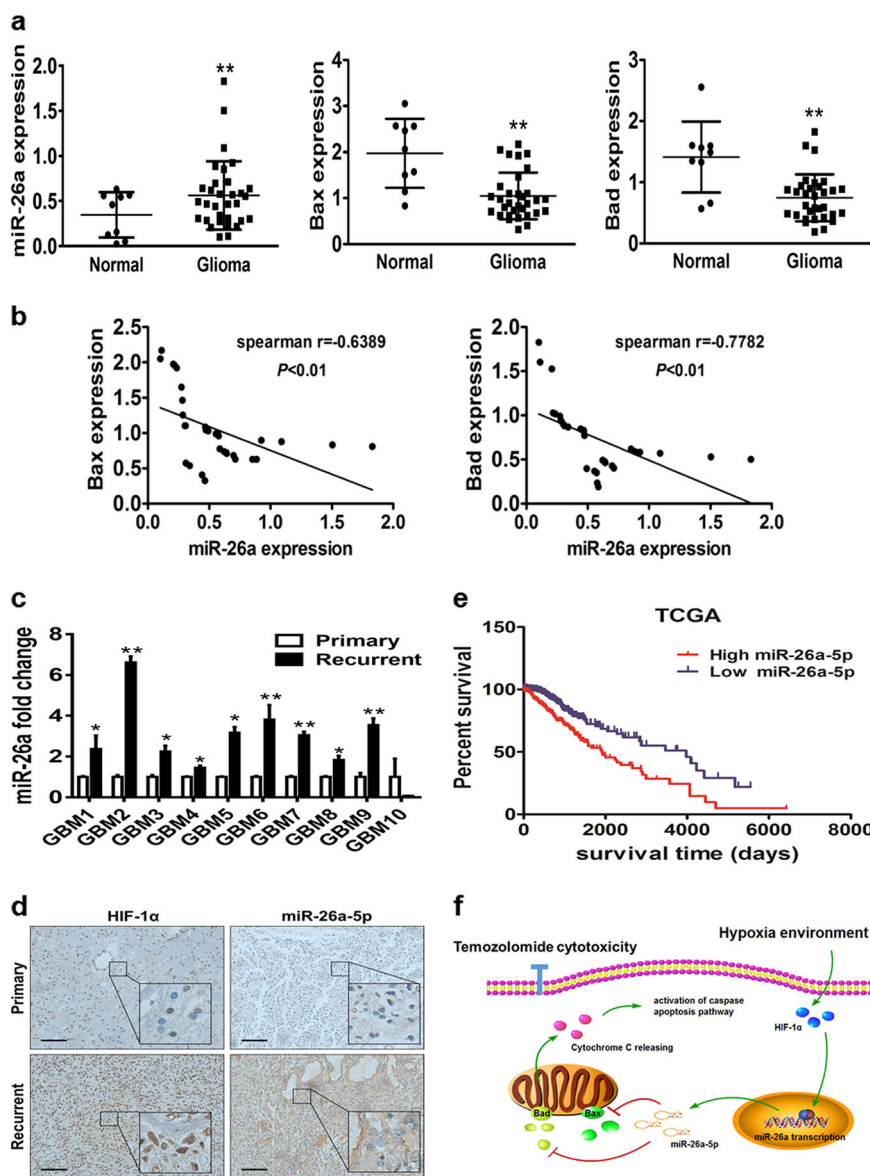 a
miR-26a expression
2.0
1.5
1.0
0.5
0.0
**
Normal Glioma
Bax expression
4
3
2
1
0
**
Normal Glioma
Bad expression
3
2
1
0
**
Normal Glioma
b
Bax expression
2.5
2.0
1.5
1.0
0.5
0.0
spearman r=-0.6389
P<0.01
0.0 0.5 1.0 1.5 2.0
miR-26a expression
Bad expression
2.0
1.5
1.0
0.5
0.0
spearman r=-0.7782
P<0.01
0.0 0.5 1.0 1.5 2.0
miR-26a expression
c
miR-26a fold change
8
6
4
2
0
Primary
Recurrent
* ** * * * ** ** * **
GBM1 GBM2 GBM3 GBM4 GBM5 GBM6 GBM7 GBM8 GBM9 GBM10
e
TCGA
Percent survival
150
100
50
0
High miR-26a-5p
Low miR-26a-5p
0 2000 4000 6000 8000
survival time (days)
d
HIF-1α miR-26a-5p
Primary
Recurrent
f
Hypoxia environment
Temozolomide cytotoxicity
activation of caspase
apoptosis pathway
HIF-1α
Cytochrome C releasing
Bad Bax
miR-26a-5p
miR-26a transcription